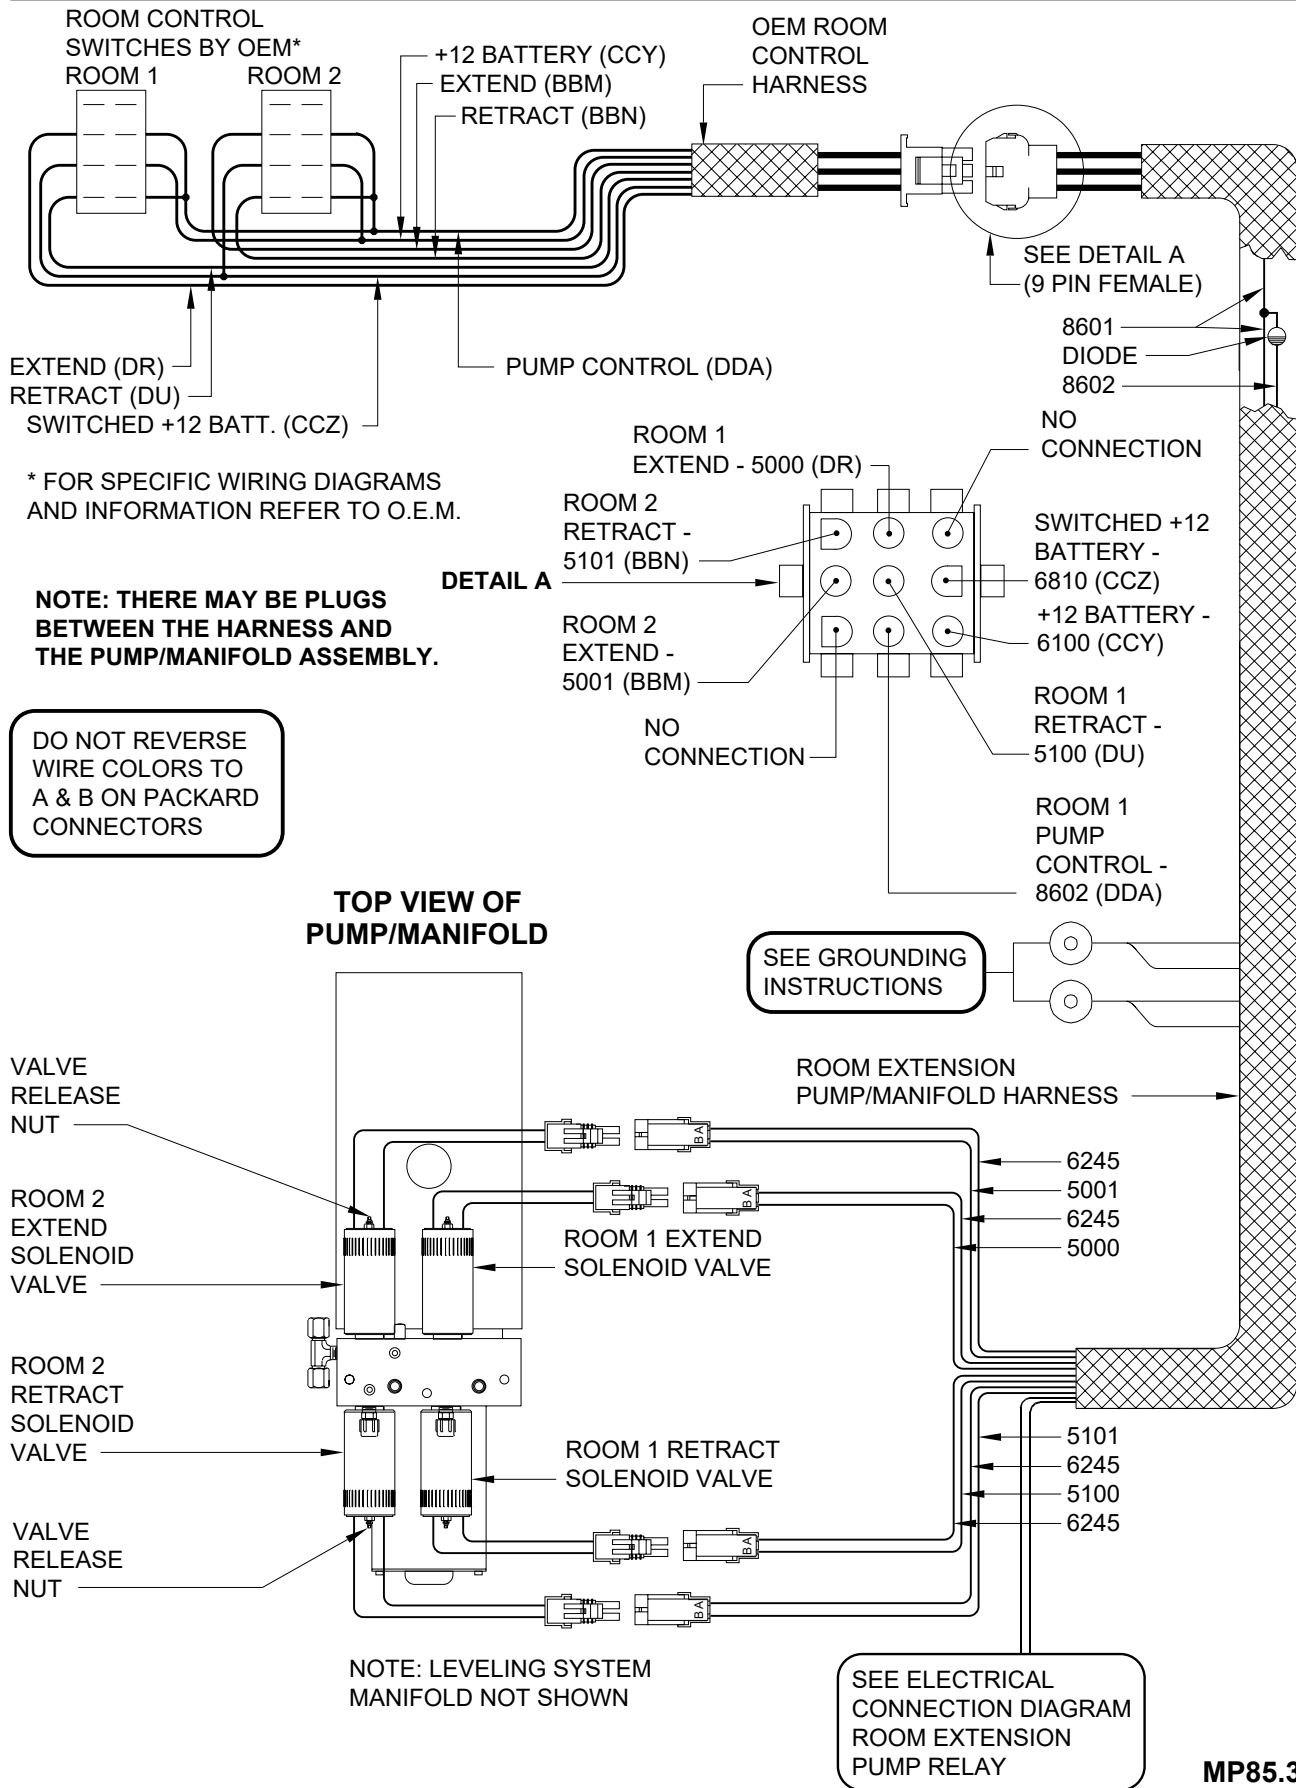 ROOM CONTROL
SWITCHES BY OEM*
ROOM 1
ROOM 2
+12 BATTERY (CCY)
EXTEND (BBM)
RETRACT (BBN)
OEM ROOM
CONTROL
HARNESS
SEE DETAIL A
(9 PIN FEMALE)
8601
DIODE
8602
EXTEND (DR)
RETRACT (DU)
SWITCHED +12 BATT. (CCZ)
PUMP CONTROL (DDA)
* FOR SPECIFIC WIRING DIAGRAMS
AND INFORMATION REFER TO O.E.M.
NOTE: THERE MAY BE PLUGS
BETWEEN THE HARNESS AND
THE PUMP/MANIFOLD ASSEMBLY.
ROOM 1
EXTEND - 5000 (DR)
NO
CONNECTION
ROOM 2
RETRACT -
5101 (BBN)
DETAIL A
SWITCHED +12
BATTERY -
6810 (CCZ)
+12 BATTERY -
6100 (CCY)
ROOM 2
EXTEND -
5001 (BBM)
ROOM 1
RETRACT -
5100 (DU)
NO
CONNECTION
ROOM 1
PUMP
CONTROL -
8602 (DDA)
DO NOT REVERSE
WIRE COLORS TO
A & B ON PACKARD
CONNECTORS
TOP VIEW OF
PUMP/MANIFOLD
SEE GROUNDING
INSTRUCTIONS
ROOM EXTENSION
PUMP/MANIFOLD HARNESS
VALVE
RELEASE
NUT
ROOM 2
EXTEND
SOLENOID
VALVE
B A
B A
6245
5001
6245
5000
ROOM 1 EXTEND
SOLENOID VALVE
ROOM 2
RETRACT
SOLENOID
VALVE
ROOM 1 RETRACT
SOLENOID VALVE
5101
6245
5100
6245
VALVE
RELEASE
NUT
B A
B A
NOTE: LEVELING SYSTEM
MANIFOLD NOT SHOWN
SEE ELECTRICAL
CONNECTION DIAGRAM
ROOM EXTENSION
PUMP RELAY
MP85.3